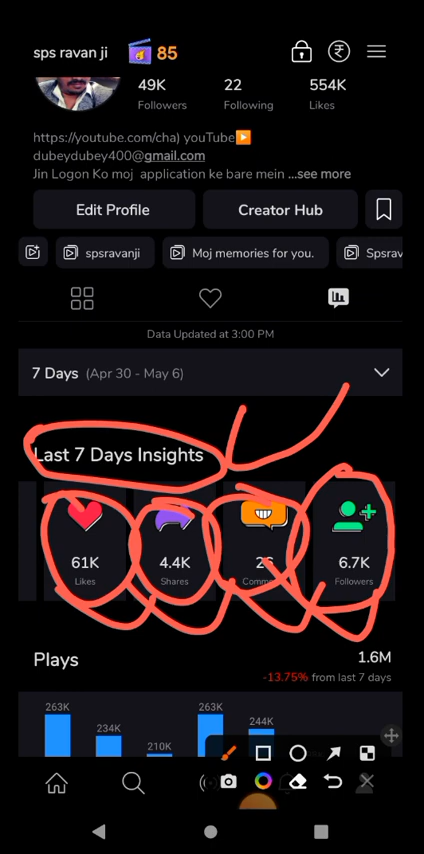 sps ravan ji 85
49K 22 554K
Followers Following Likes
https://youtube.com/cha) youTube▶️
dubeydubey400@gmail.com
Jin Logon Ko moj application ke bare mein ...see more
Edit Profile Creator Hub
spsravanji Moj memories for you. Spsrav
Data Updated at 3:00 PM
7 Days (Apr 30 - May 6)
Last 7 Days Insights
61K 4.4K 6.7K
Likes Shares Followers
Plays 1.6M
-13.75% from last 7 days
263K 263K
234K 244K
210K